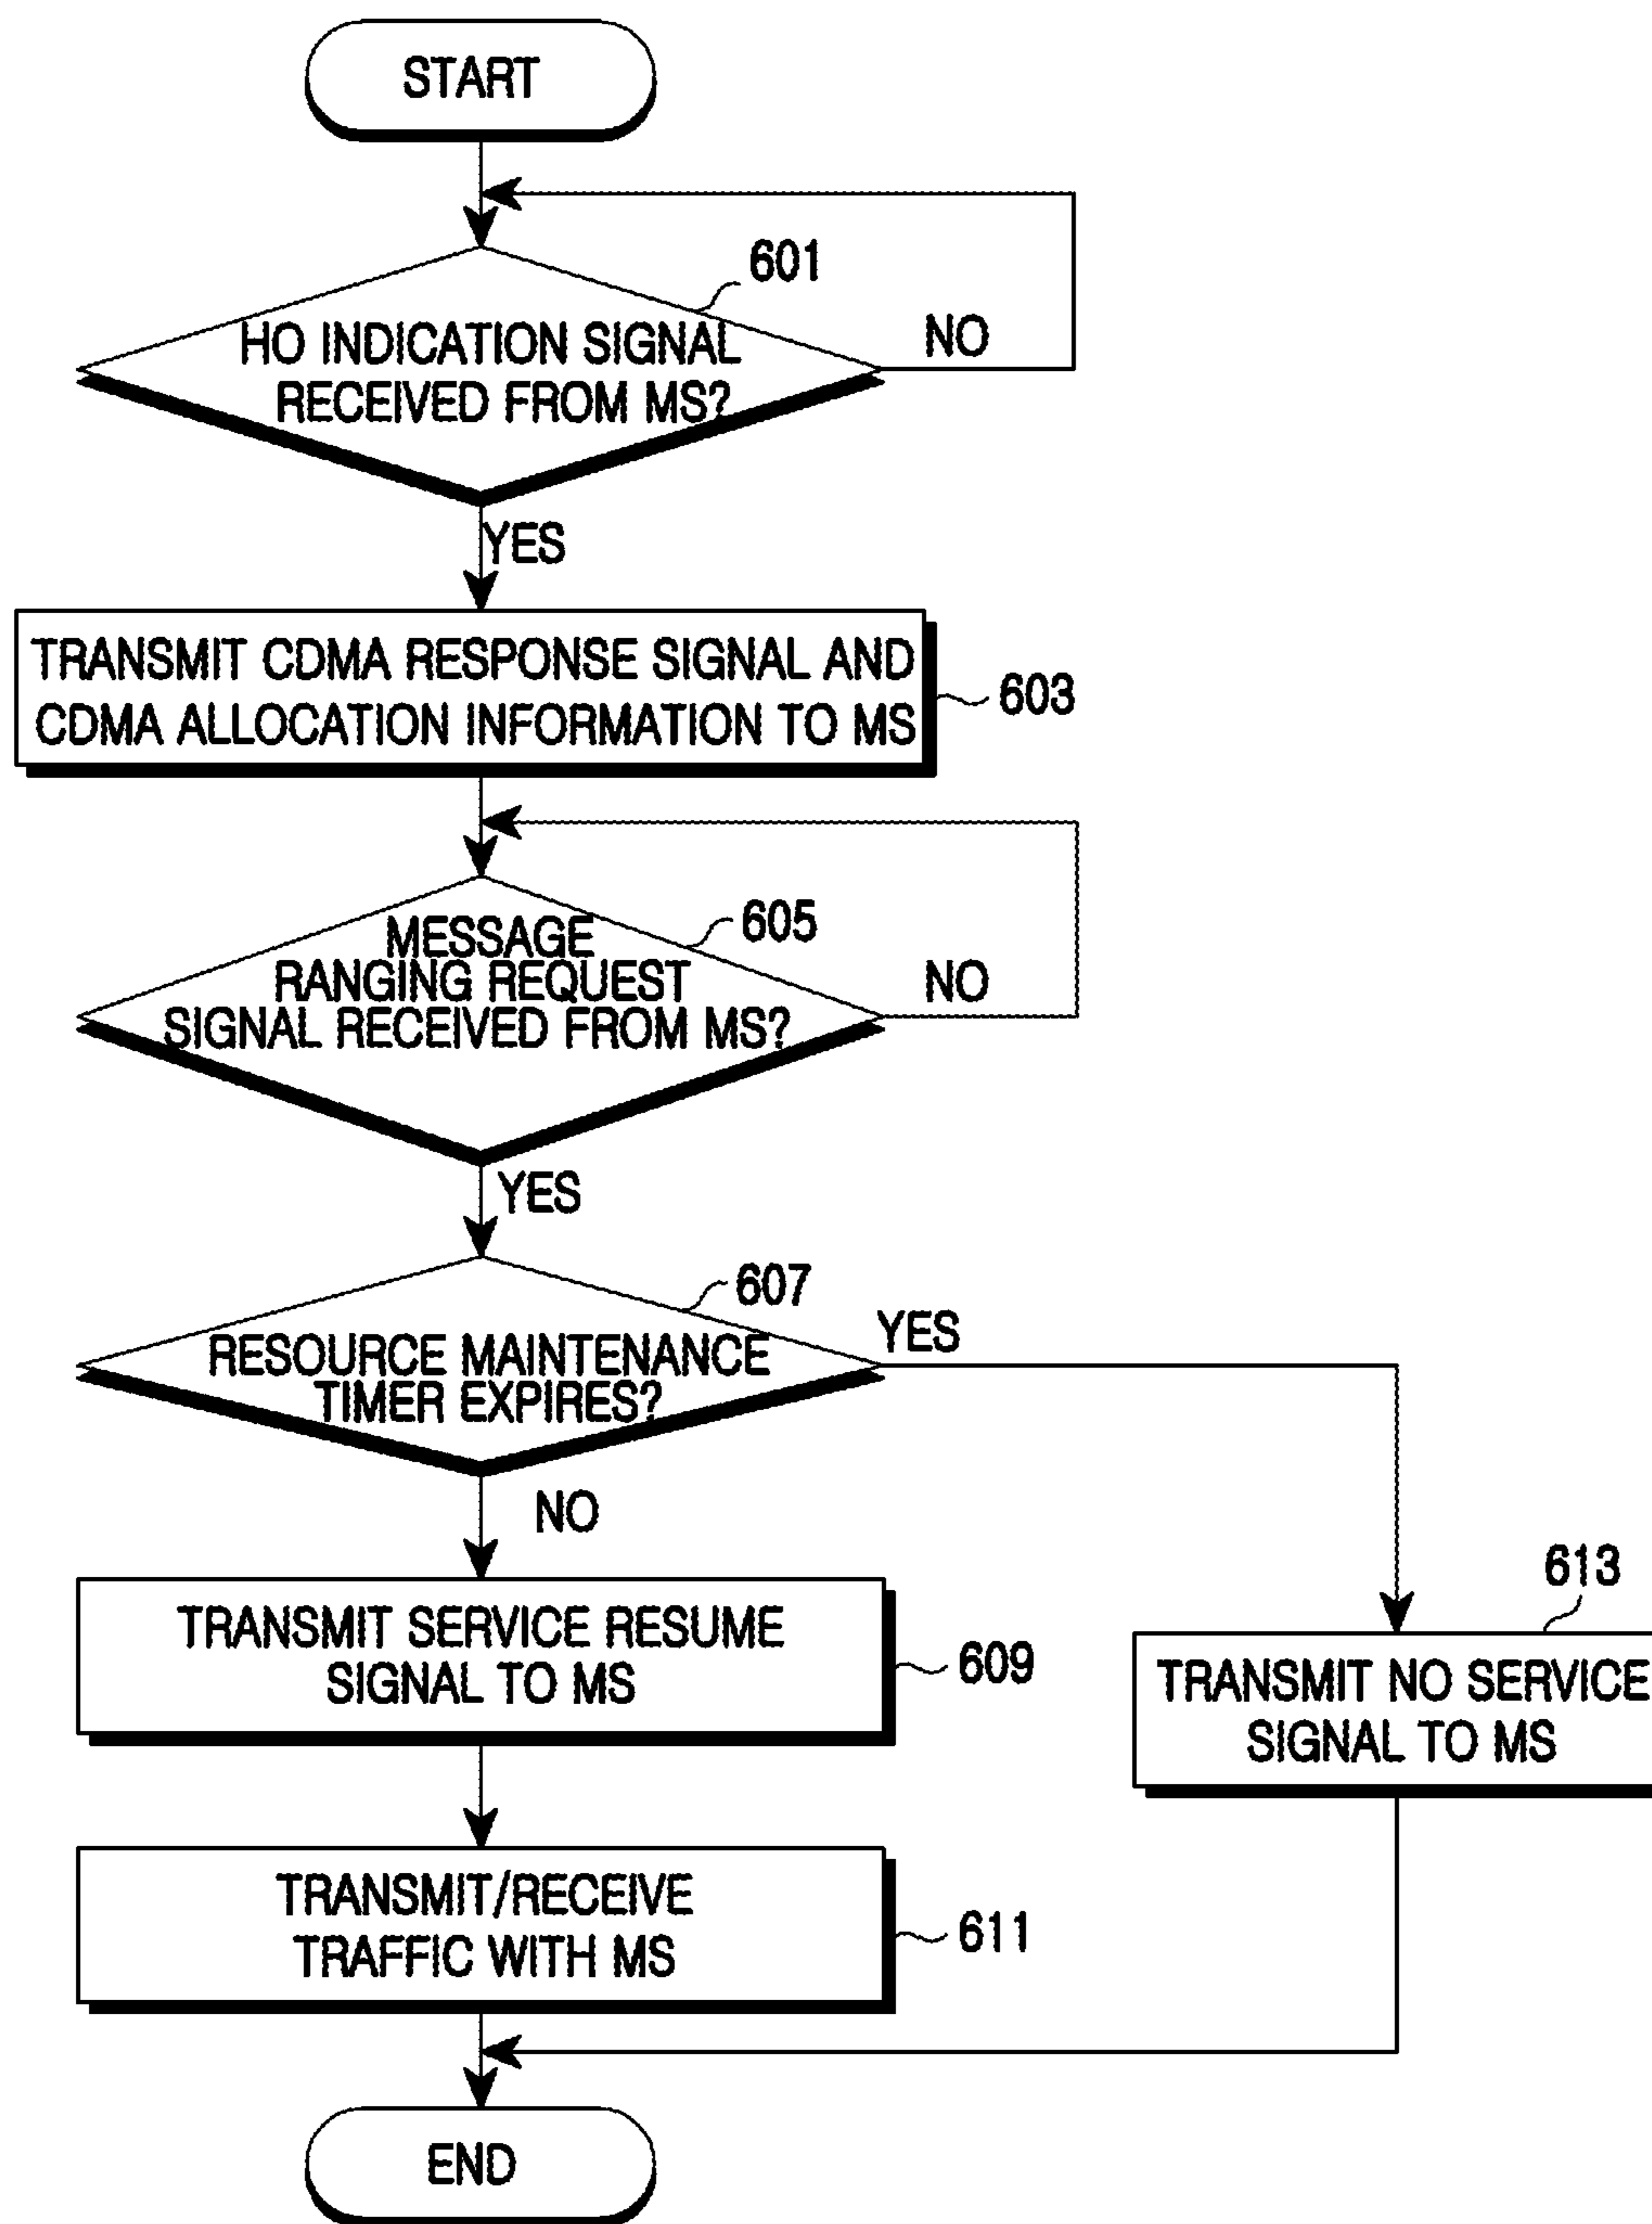 START
601
HO INDICATION SIGNAL
RECEIVED FROM MS?
NO
YES
TRANSMIT CDMA RESPONSE SIGNAL AND
CDMA ALLOCATION INFORMATION TO MS
603
605
MESSAGE
RANGING REQUEST
SIGNAL RECEIVED FROM MS?
NO
YES
607
RESOURCE MAINTENANCE
TIMER EXPIRES?
YES
NO
TRANSMIT SERVICE RESUME
SIGNAL TO MS
609
613
TRANSMIT NO SERVICE
SIGNAL TO MS
TRANSMIT/RECEIVE
TRAFFIC WITH MS
611
END